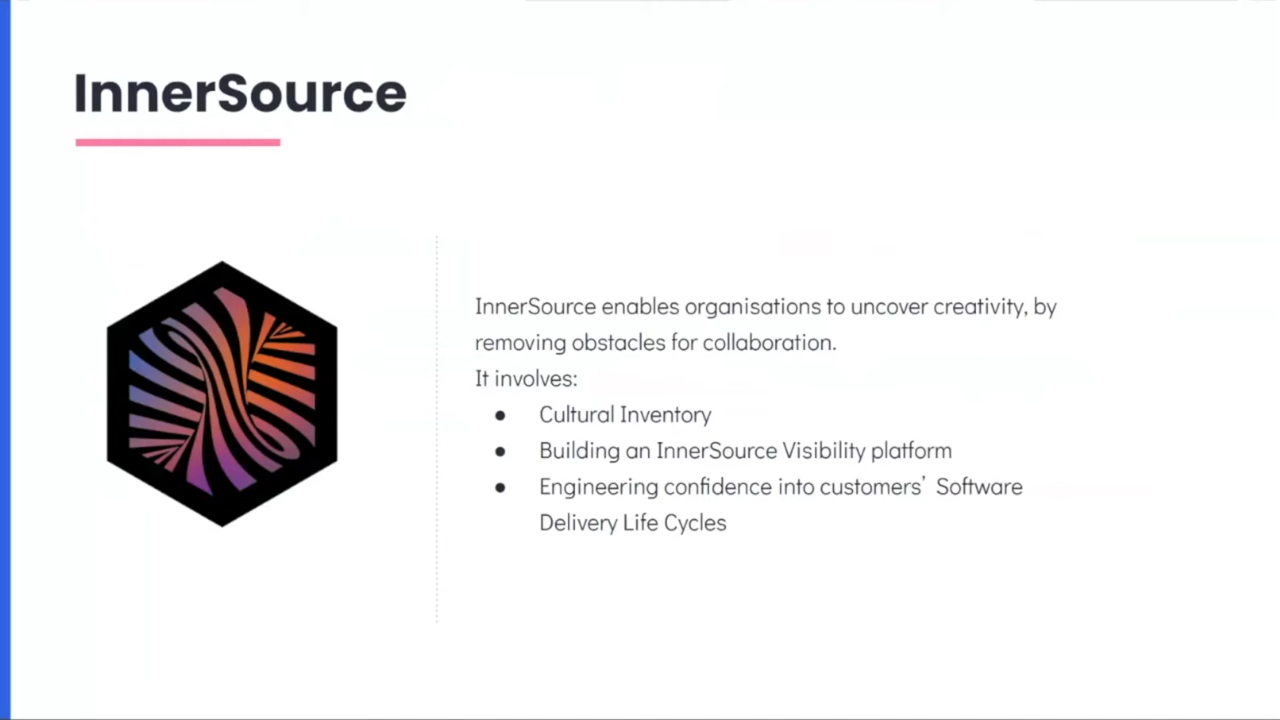 InnerSource
InnerSource enables organisations to uncover creativity, by
removing obstacles for collaboration.
It involves:
● Cultural Inventory
● Building an InnerSource Visibility platform
● Engineering confidence into customers’ Software
Delivery Life Cycles